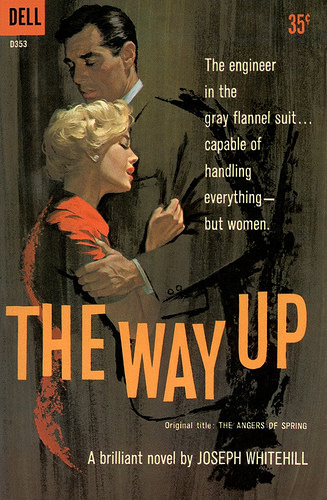 DELL
D353
35¢
The engineer
in the
gray flannel suit...
capable of
handling
everything—
but women.
THE WAY UP
Original title: THE ANGERS OF SPRING
A brilliant novel by JOSEPH WHITEHILL